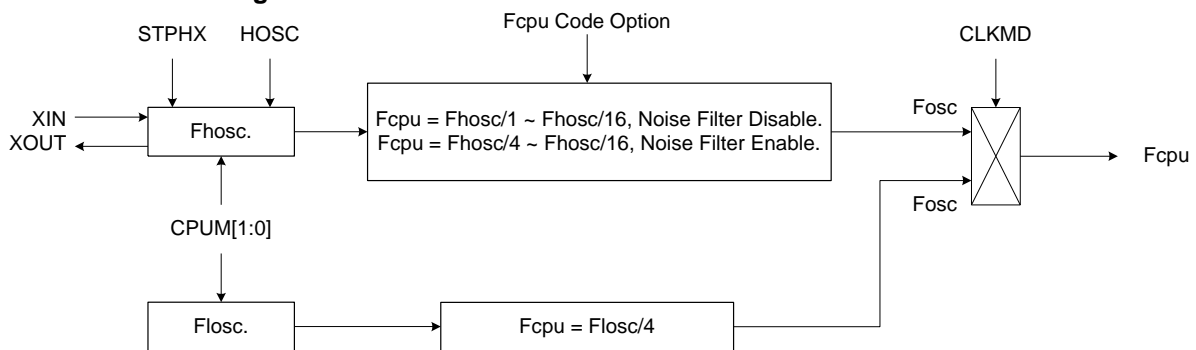 g
Fcpu Code Option
STPHX HOSC
CLKMD
XIN
XOUT
Fhosc.
Fcpu = Fhosc/1 ~ Fhosc/16, Noise Filter Disable.
Fcpu = Fhosc/4 ~ Fhosc/16, Noise Filter Enable.
Fosc
Fosc
Fcpu
CPUM[1:0]
Flosc.
Fcpu = Flosc/4